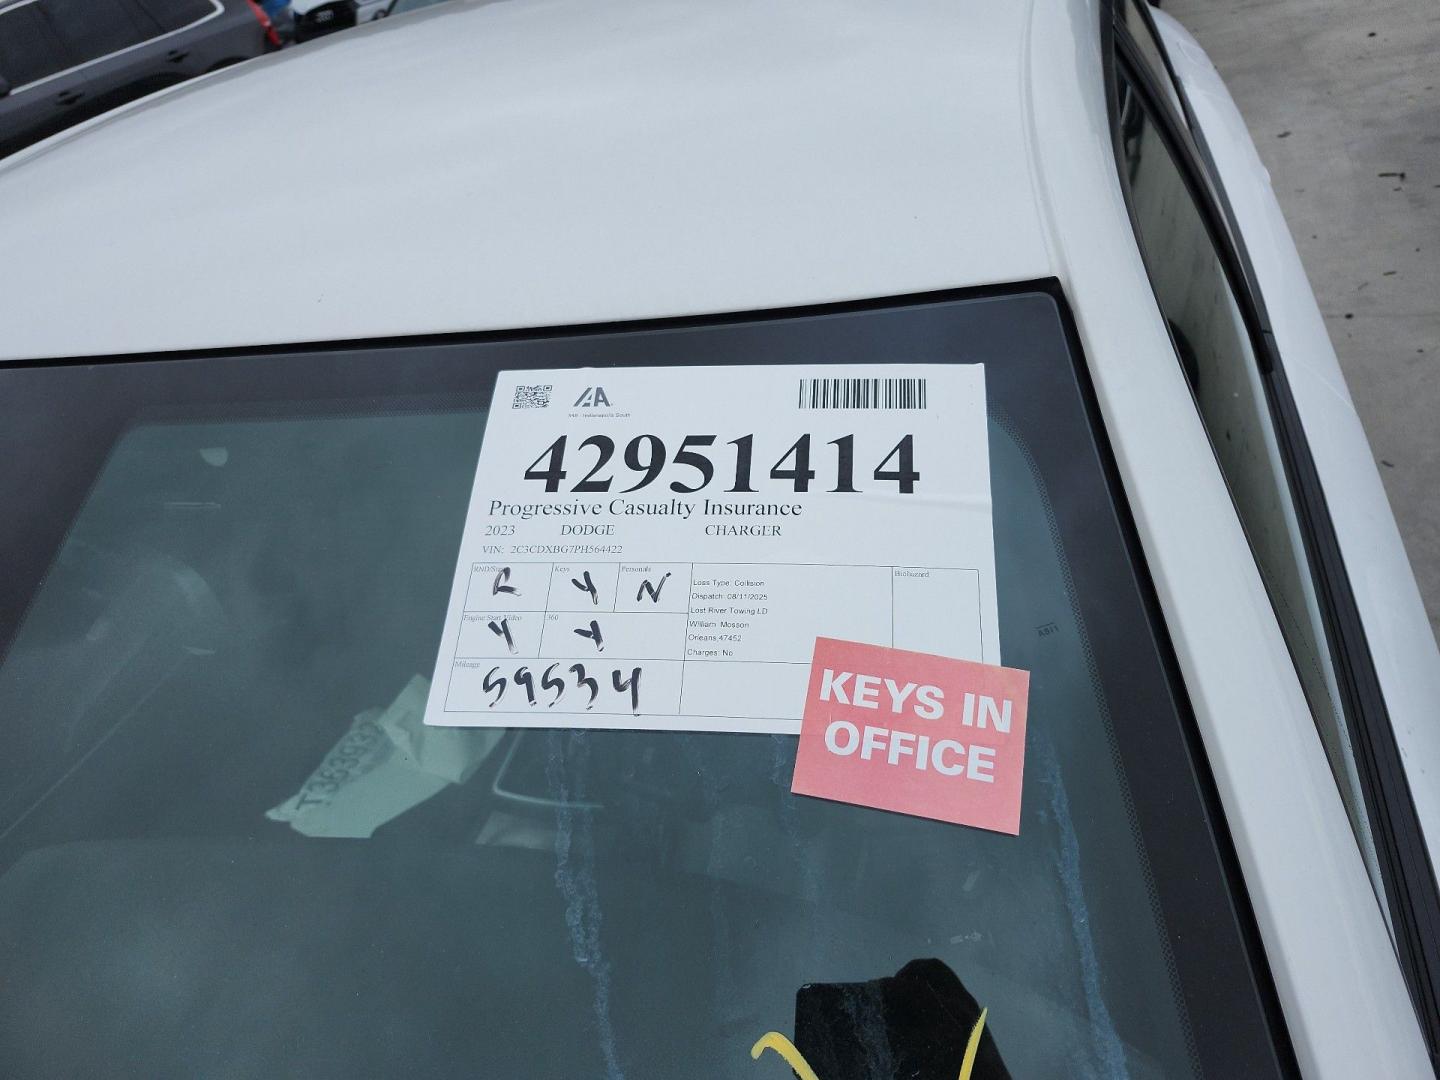 IAA
IAA - Indianapolis South
42951414
Progressive Casualty Insurance
2023 DODGE CHARGER
VIN: 2C3CDXBG7PH564422
RND/Start R Keys Y Personals N
Engine Start Video Y 360 Y
Mileage 59534
Loss Type: Collision
Dispatch: 08/11/2025
Lost River Towing LD
William Mosson
Orleans,47452
Charges: No
Biohazard
KEYS IN
OFFICE